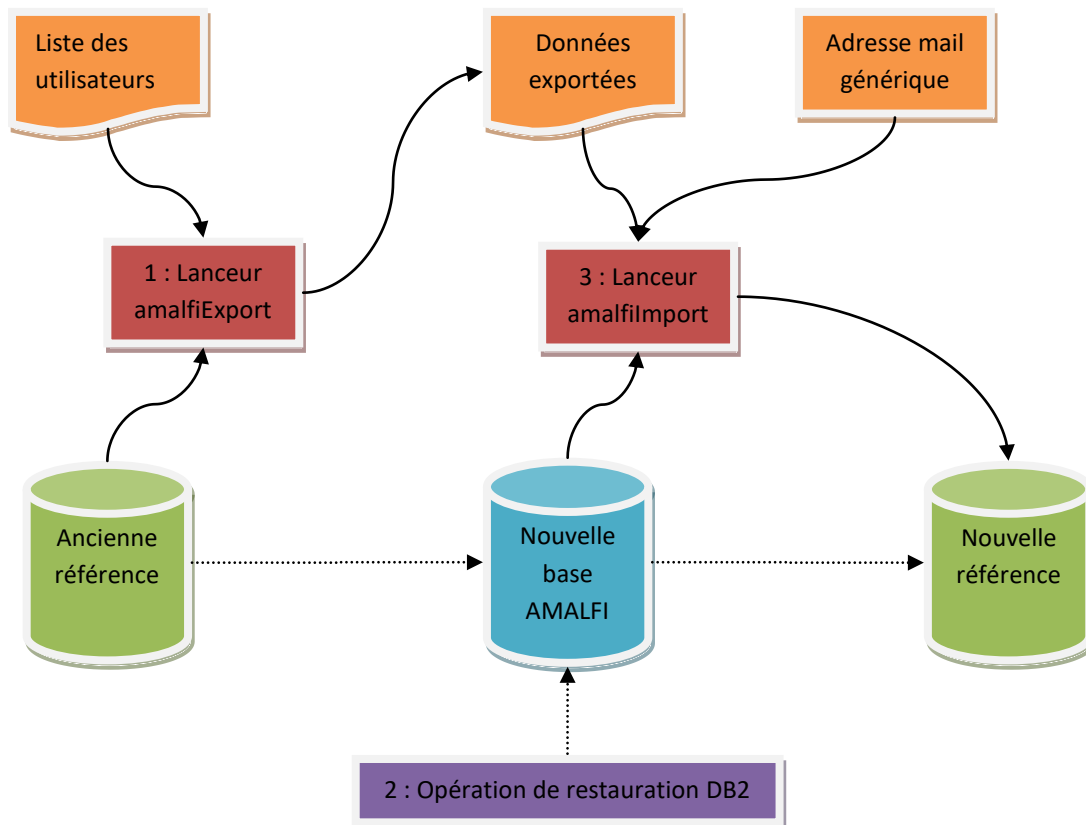 Liste des
utilisateurs
Données
exportées
Adresse mail
générique
1 : Lanceur
amalfiExport
3 : Lanceur
amalfiImport
Ancienne
référence
Nouvelle
base
AMALFI
Nouvelle
référence
2 : Opération de restauration DB2